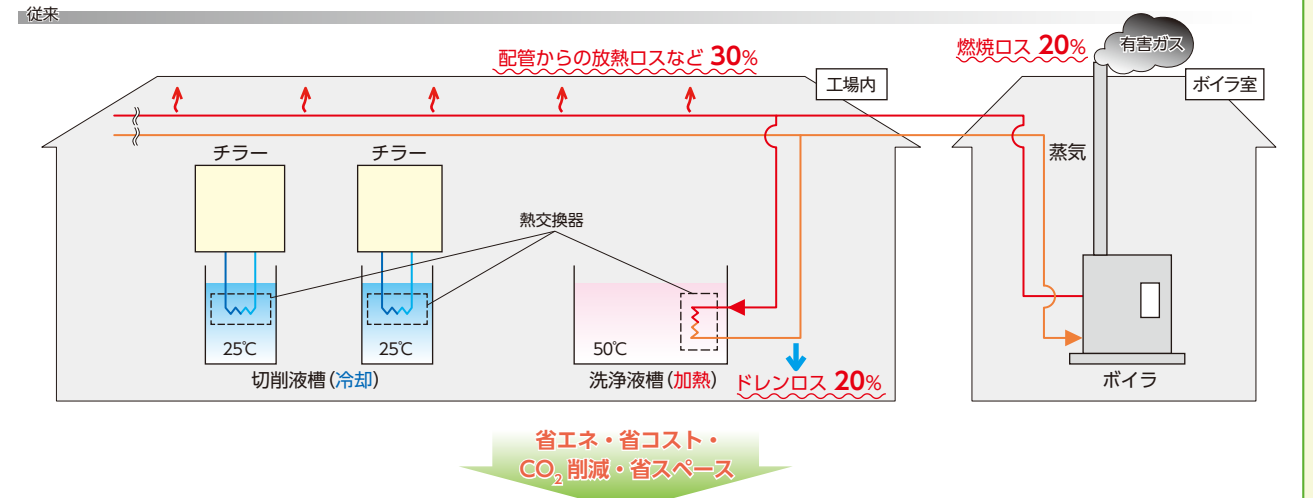 従来
配管からの放熱ロスなど 30%
燃焼ロス 20%
有害ガス
工場内
ボイラ室
チラー
チラー
蒸気
熱交換器
25℃
25℃
50℃
切削液槽(冷却)
洗浄液槽(加熱)
ドレンロス 20%
ボイラ
省エネ・省コスト・
CO₂ 削減・省スペース